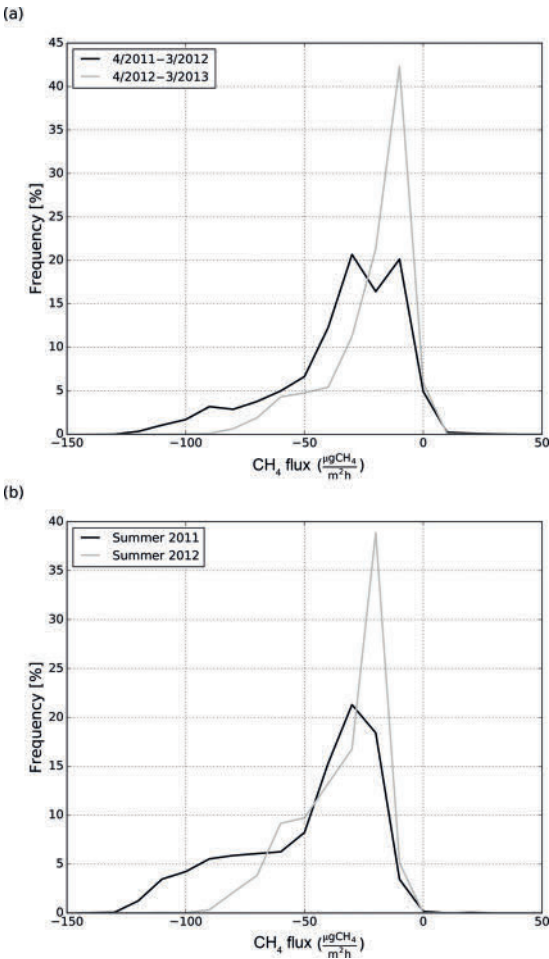 (a)
45
40
35
30
25
20
15
10
5
0
Frequency [%]
4/2011−3/2012
4/2012−3/2013
−150 −100 −50 0 50
CH₄ flux (μgCH₄/m²h)
(b)
40
35
30
25
20
15
10
5
0
Frequency [%]
Summer 2011
Summer 2012
−150 −100 −50 0 50
CH₄ flux (μgCH₄/m²h)